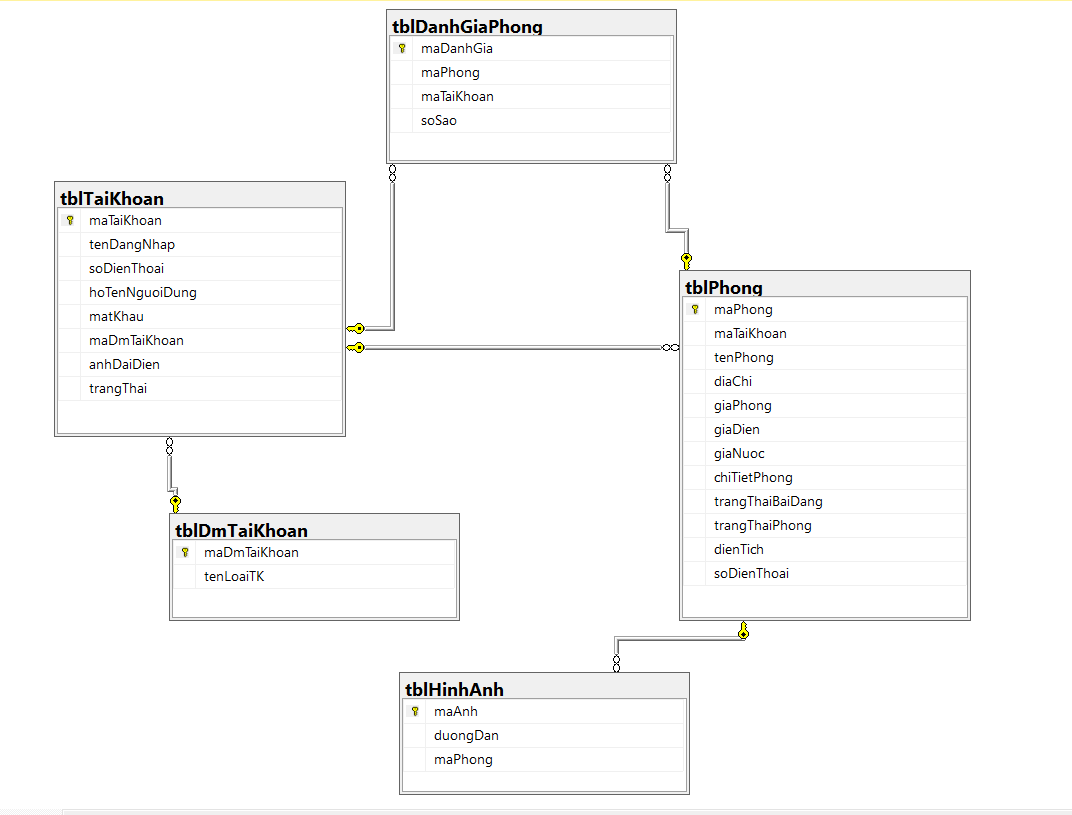 tblDanhGiaPhong
maDanhGia
maPhong
maTaiKhoan
soSao
tblTaiKhoan
maTaiKhoan
tenDangNhap
soDienThoai
hoTenNguoiDung
matKhau
maDmTaiKhoan
anhDaiDien
trangThai
tblPhong
maPhong
maTaiKhoan
tenPhong
diaChi
giaPhong
giaDien
giaNuoc
chiTietPhong
trangThaiBaiDang
trangThaiPhong
dienTich
soDienThoai
tblDmTaiKhoan
maDmTaiKhoan
tenLoaiTK
tblHinhAnh
maAnh
duongDan
maPhong